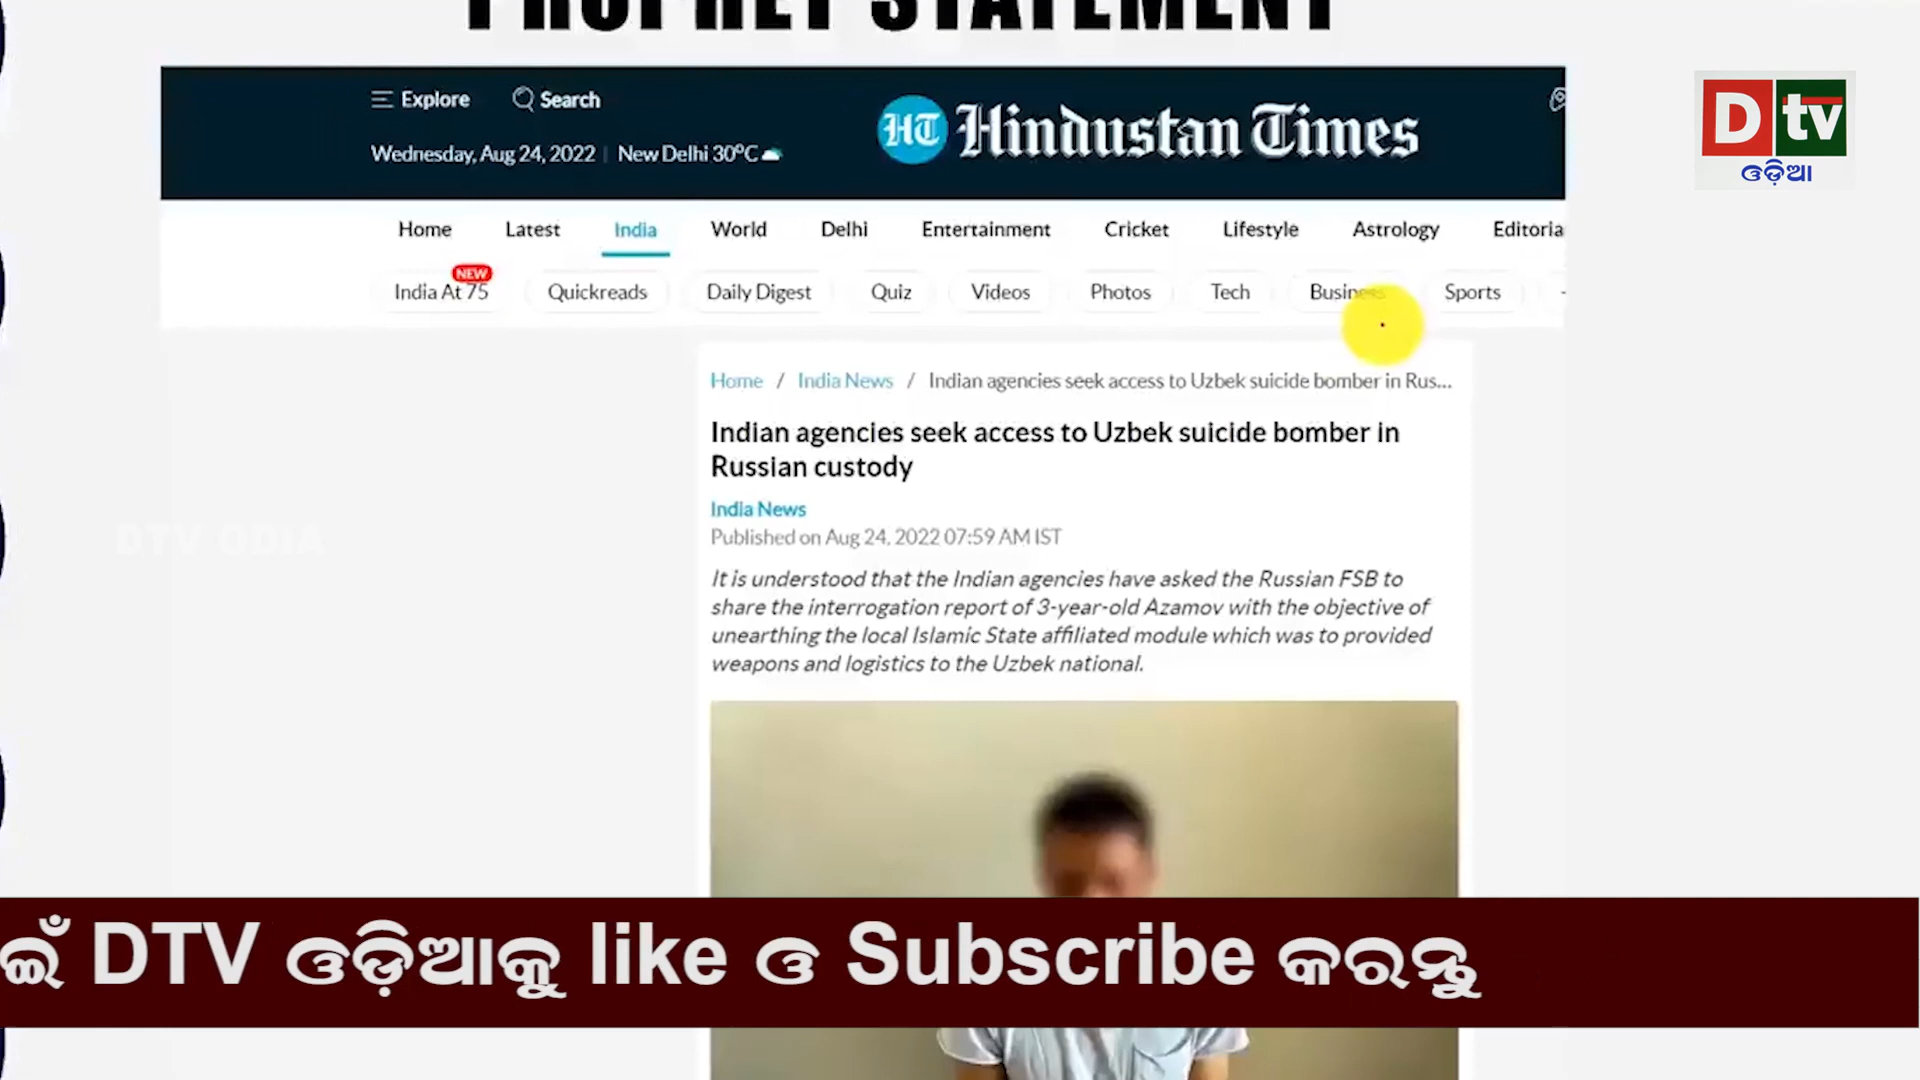 PROPHET STATEMENT
Explore Search
Hindustan Times
HT
Wednesday, Aug 24, 2022 | New Delhi 30°C
D tv
ଓଡ଼ିଆ
Home Latest India World Delhi Entertainment Cricket Lifestyle Astrology Editoria
NEW
India At 75 Quickreads Daily Digest Quiz Videos Photos Tech Business Sports
Home / India News / Indian agencies seek access to Uzbek suicide bomber in Rus...
Indian agencies seek access to Uzbek suicide bomber in
Russian custody
India News
Published on Aug 24, 2022 07:59 AM IST
DTV ODIA
It is understood that the Indian agencies have asked the Russian FSB to
share the interrogation report of 3-year-old Azamov with the objective of
unearthing the local Islamic State affiliated module which was to provided
weapons and logistics to the Uzbek national.
ଇଁ DTV ଓଡ଼ିଆକୁ like ଓ Subscribe କରନ୍ତୁ